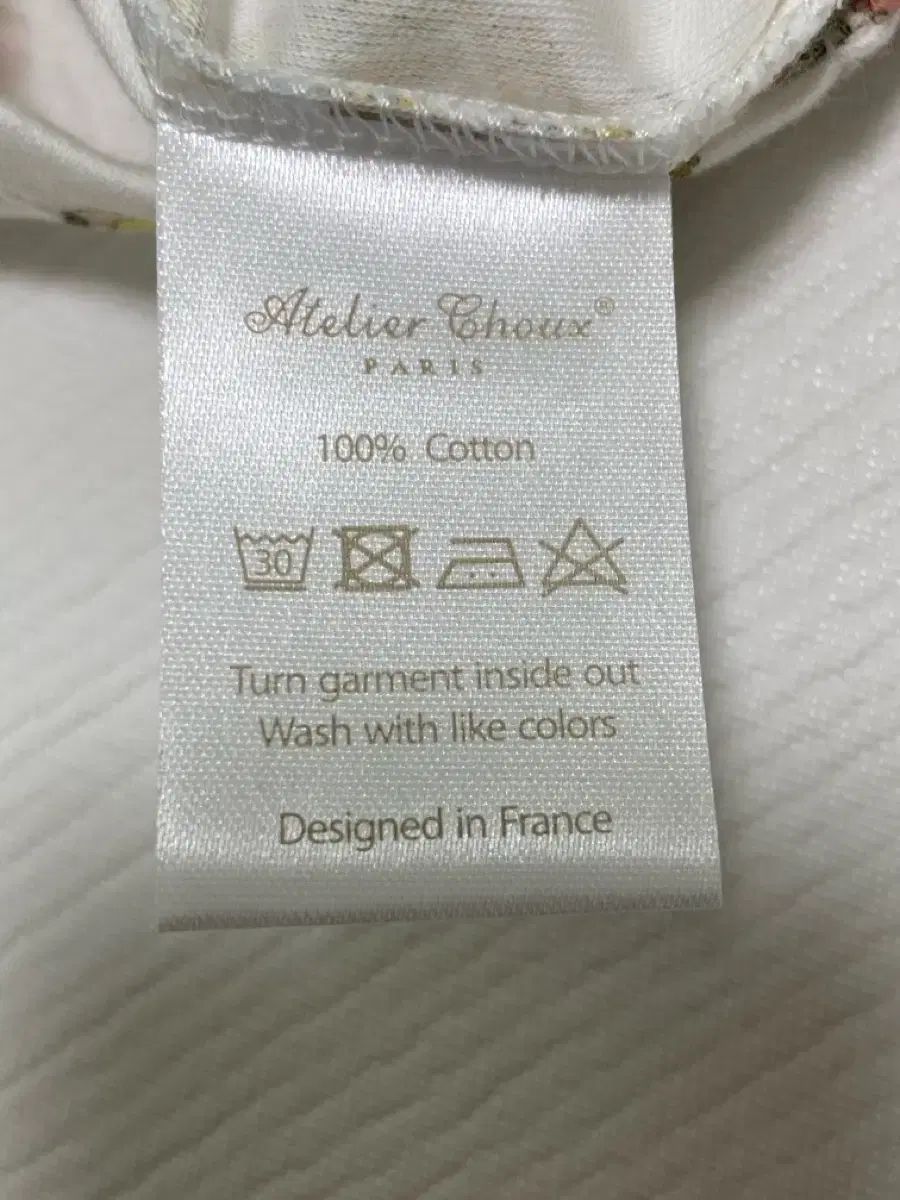 Atelier Choux®
PARIS
100% Cotton
30
Turn garment inside out
Wash with like colors
Designed in France